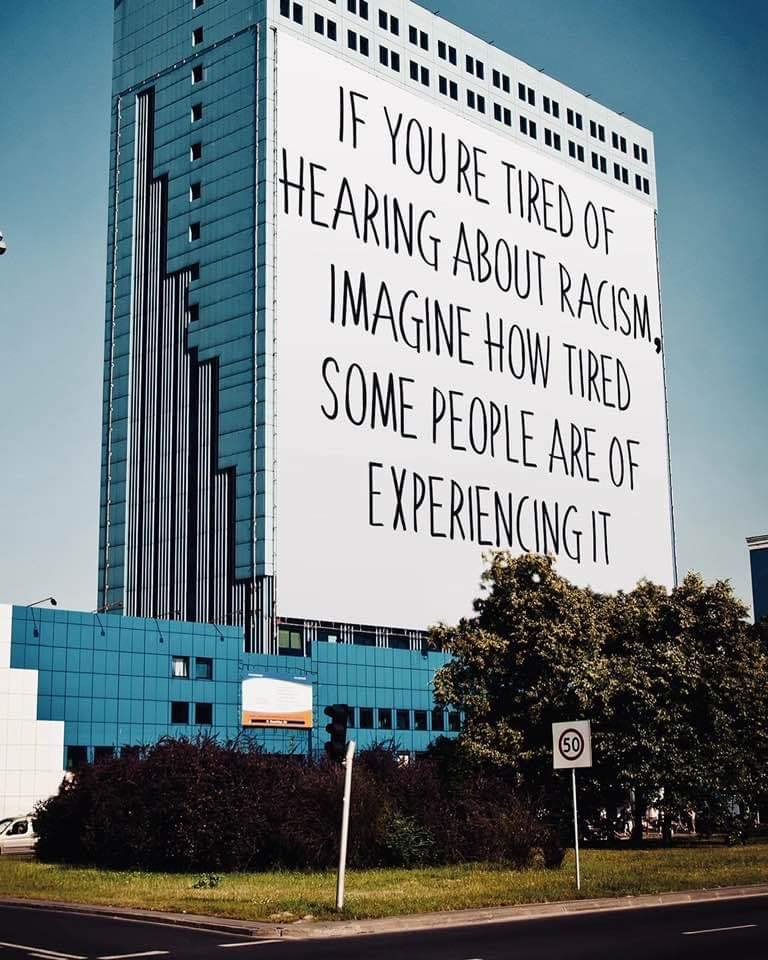 IF YOU RE TIRED OF
HEARING ABOUT RACISM,
IMAGINE HOW TIRED
SOME PEOPLE ARE OF
EXPERIENCING IT
50